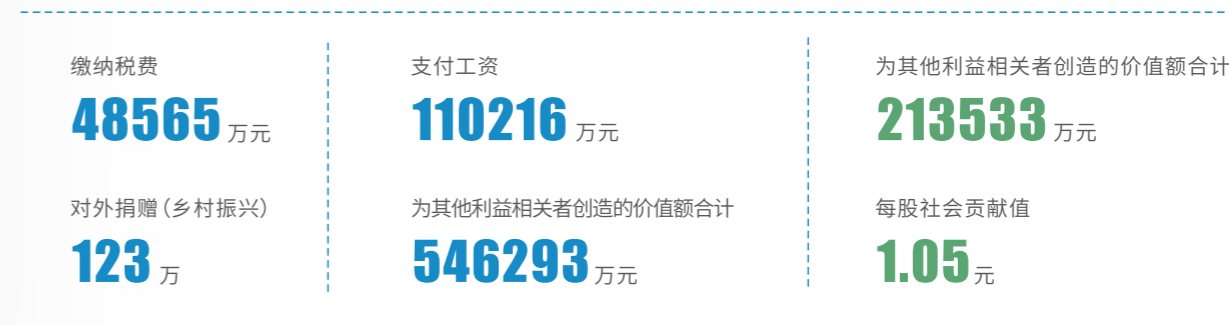 缴纳税费
48565 万元
对外捐赠(乡村振兴)
123 万
支付工资
110216 万元
为其他利益相关者创造的价值额合计
546293 万元
为其他利益相关者创造的价值额合计
213533 万元
每股社会贡献值
1.05 元